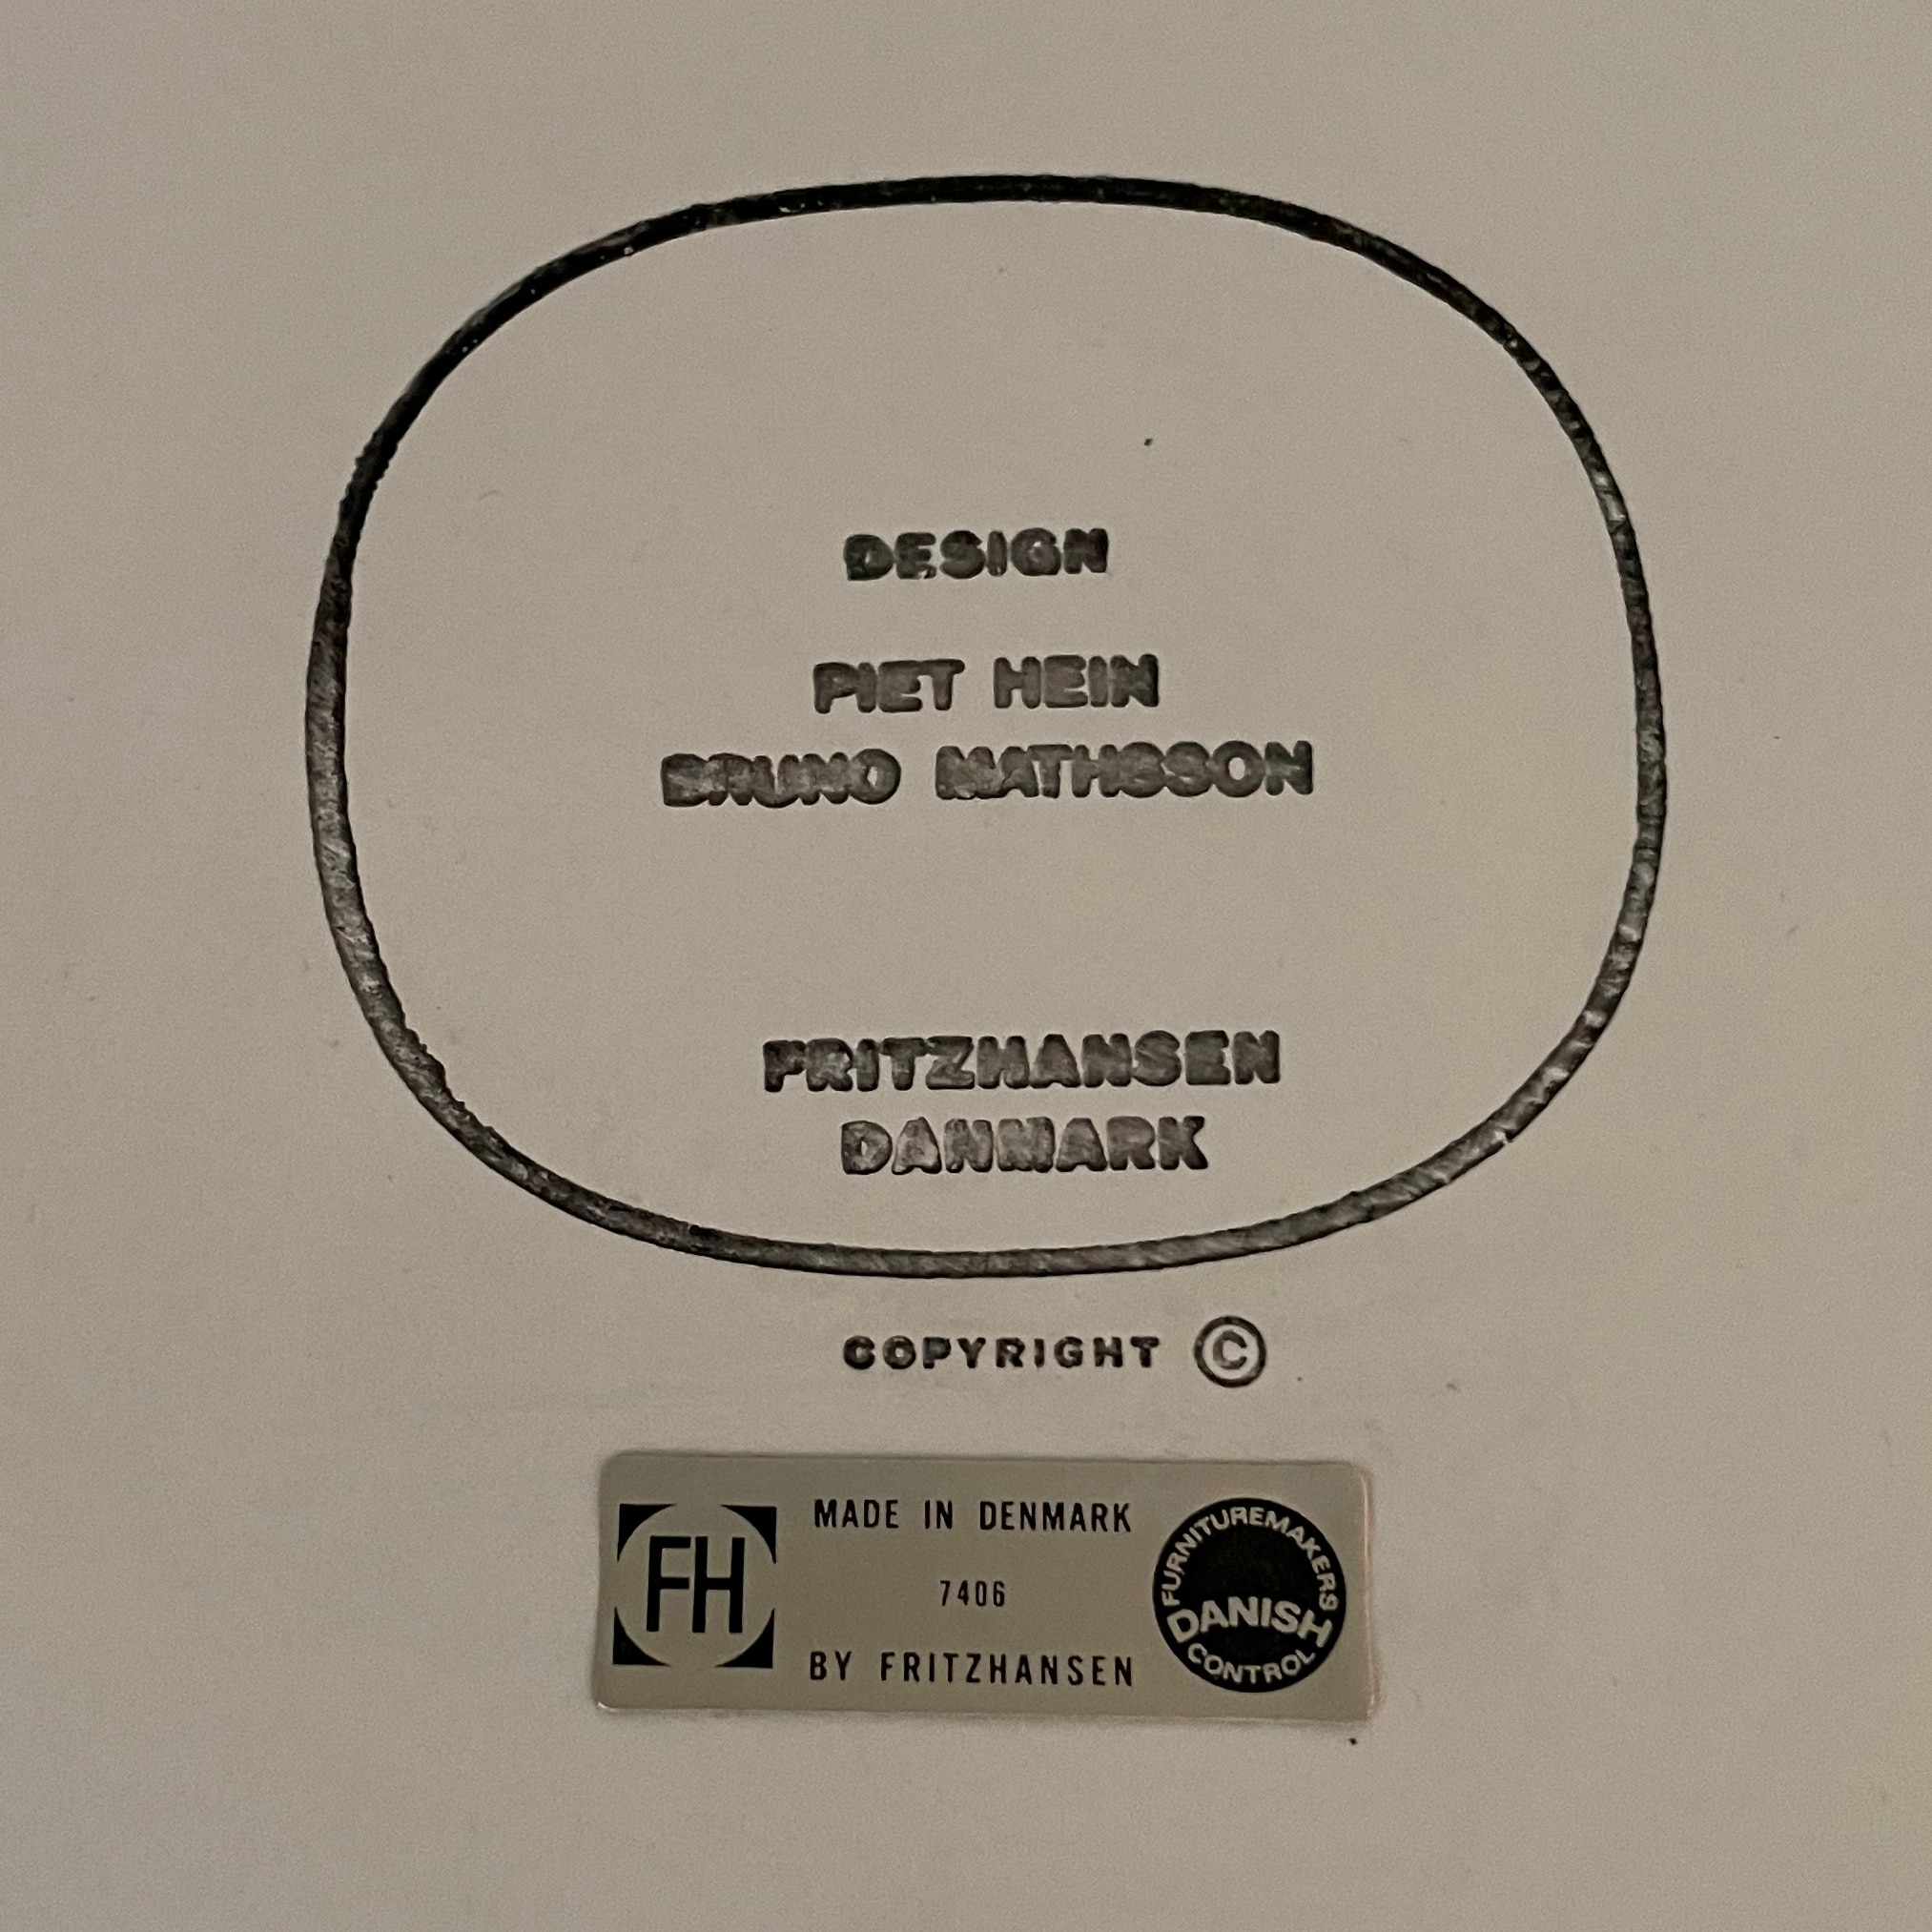 DESIGN
PIET HEIN
BRUNO MATHSSON
FRITZHANSEN
DANMARK
COPYRIGHT ©
FH
MADE IN DENMARK
7406
BY FRITZHANSEN
FURNITUREMAKERS
DANISH
CONTROL